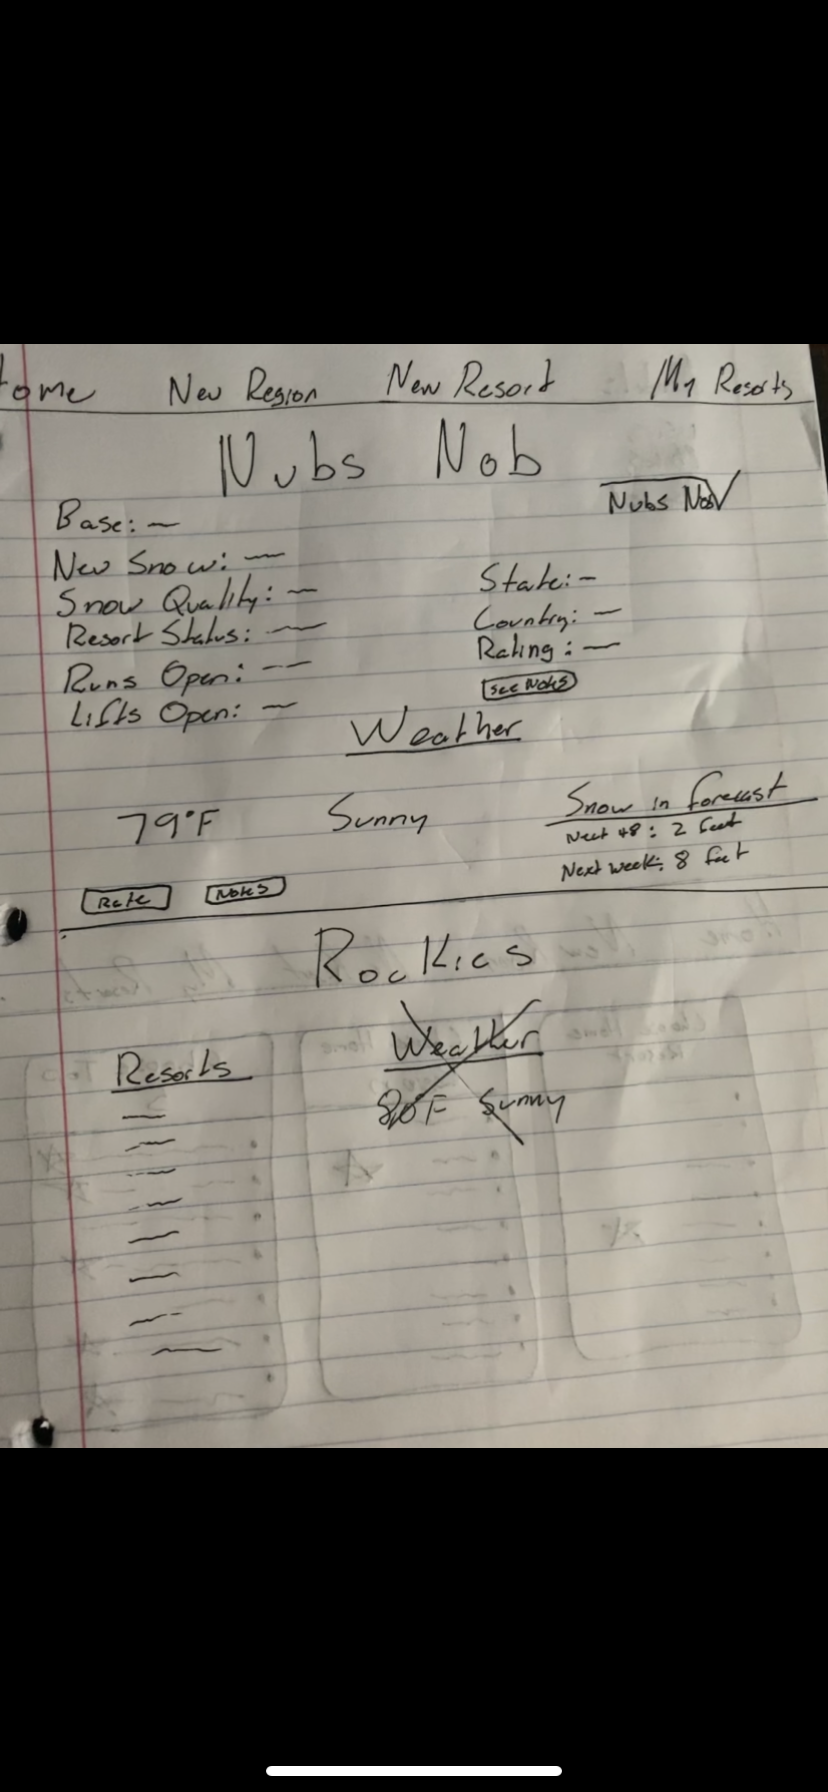 Home New Region New Resort My Resorts
Nubs Nob
Nubs Nob
Base: —
New Snow: —
Snow Quality: —
Resort Status: —
Runs Open: --
Lifts Open: —
State: -
Country: —
Rating: —
See Notes
Weather
79°F Sunny
Snow in forecast
Next 48: 2 feet
Next week: 8 feet
Rate Notes
Rockies
Resorts
Weather
80F Sunny